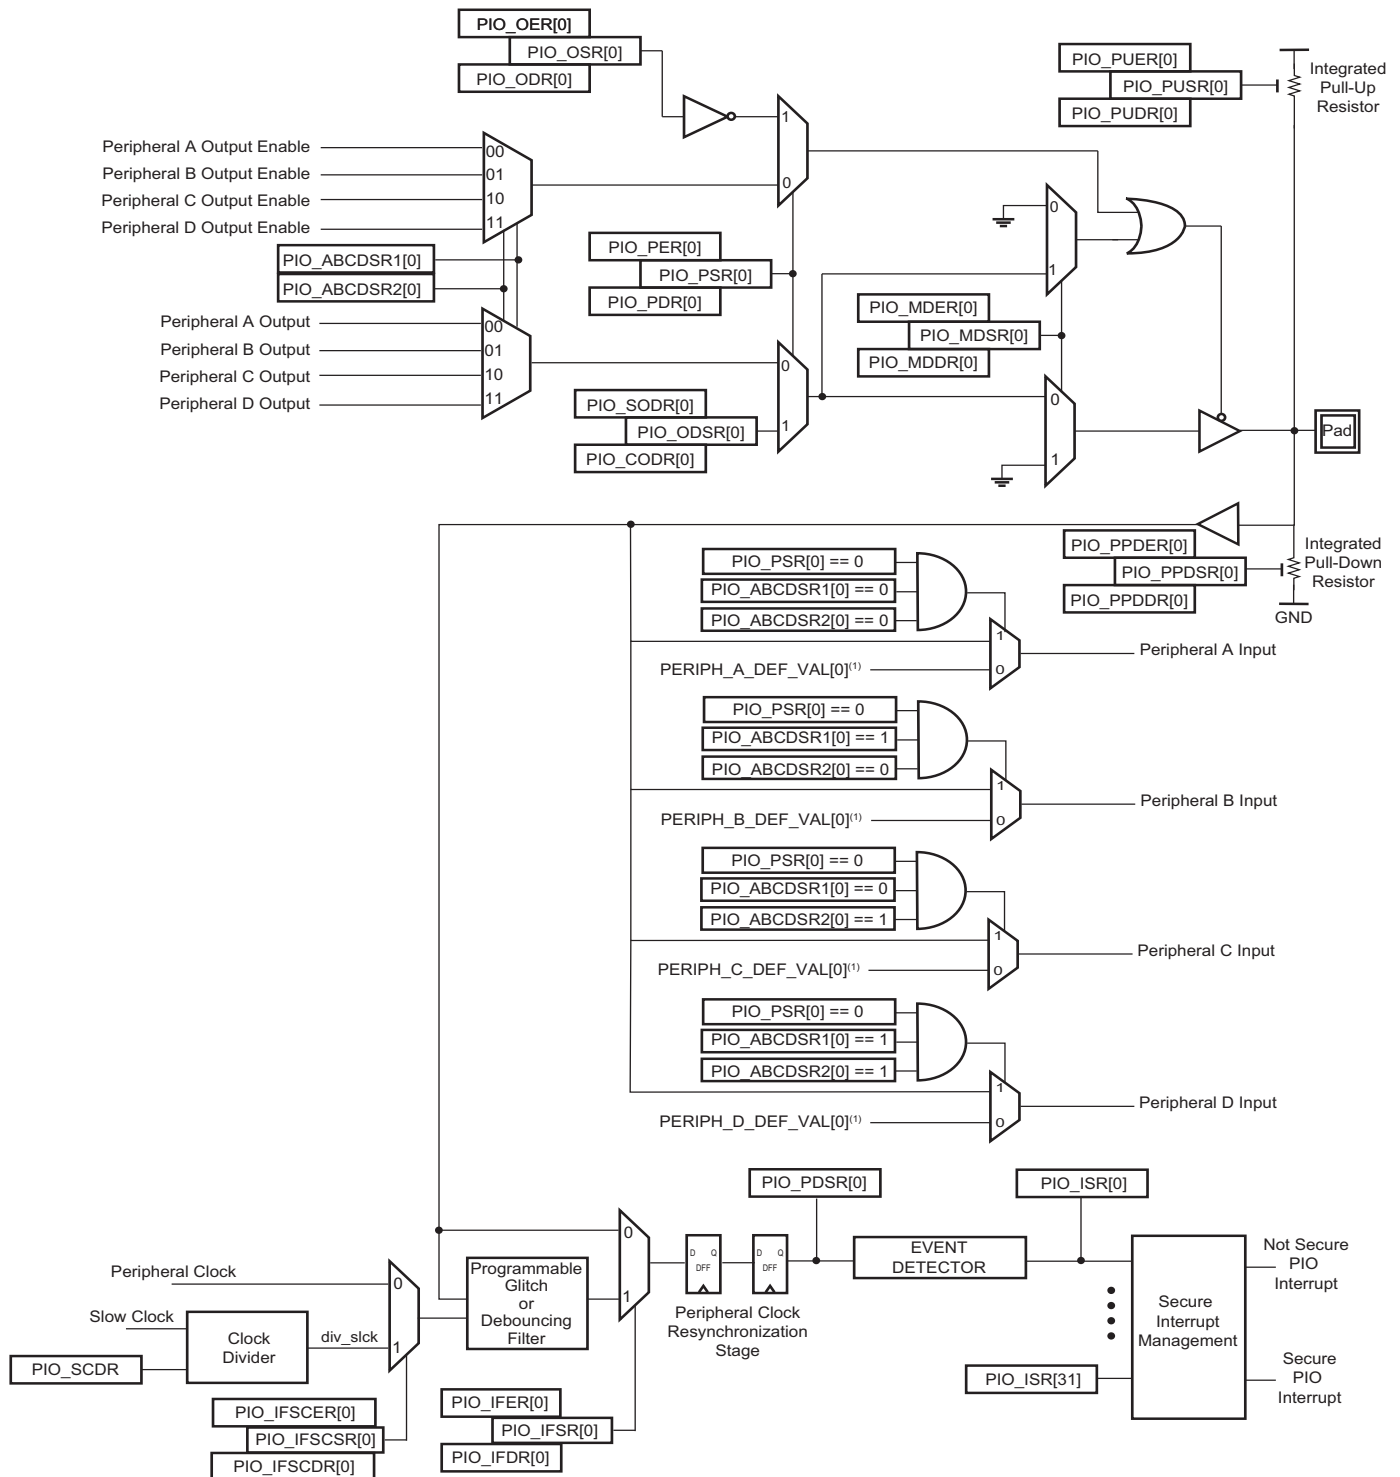 PIO_OER[0]
PIO_OSR[0]
PIO_ODR[0]
PIO_PUER[0]
PIO_PUSR[0]
PIO_PUDR[0]
Integrated
Pull-Up
Resistor
1
0
Peripheral A Output Enable
Peripheral B Output Enable
Peripheral C Output Enable
Peripheral D Output Enable
00
01
10
11
PIO_ABCDSR1[0]
PIO_ABCDSR2[0]
PIO_PER[0]
PIO_PSR[0]
PIO_PDR[0]
0
1
PIO_MDER[0]
PIO_MDSR[0]
PIO_MDDR[0]
Peripheral A Output
Peripheral B Output
Peripheral C Output
Peripheral D Output
00
01
10
11
0
1
PIO_SODR[0]
PIO_ODSR[0]
PIO_CODR[0]
0
1
Pad
PIO_PPDER[0]
PIO_PPDSR[0]
PIO_PPDDR[0]
Integrated
Pull-Down
Resistor
GND
PIO_PSR[0] == 0
PIO_ABCDSR1[0] == 0
PIO_ABCDSR2[0] == 0
1
0
PERIPH_A_DEF_VAL[0](1)
Peripheral A Input
PIO_PSR[0] == 0
PIO_ABCDSR1[0] == 1
PIO_ABCDSR2[0] == 0
1
0
PERIPH_B_DEF_VAL[0](1)
Peripheral B Input
PIO_PSR[0] == 0
PIO_ABCDSR1[0] == 0
PIO_ABCDSR2[0] == 1
1
0
PERIPH_C_DEF_VAL[0](1)
Peripheral C Input
PIO_PSR[0] == 0
PIO_ABCDSR1[0] == 1
PIO_ABCDSR2[0] == 1
1
0
PERIPH_D_DEF_VAL[0](1)
Peripheral D Input
PIO_PDSR[0]
PIO_ISR[0]
0
1
D Q
DFF
D Q
DFF
Peripheral Clock
Resynchronization
Stage
EVENT
DETECTOR
Secure
Interrupt
Management
Not Secure
PIO
Interrupt
Secure
PIO
Interrupt
PIO_ISR[31]
Peripheral Clock
Slow Clock
PIO_SCDR
Clock
Divider
div_slck
0
1
Programmable
Glitch
or
Debouncing
Filter
PIO_IFSCER[0]
PIO_IFSCSR[0]
PIO_IFSCDR[0]
PIO_IFER[0]
PIO_IFSR[0]
PIO_IFDR[0]